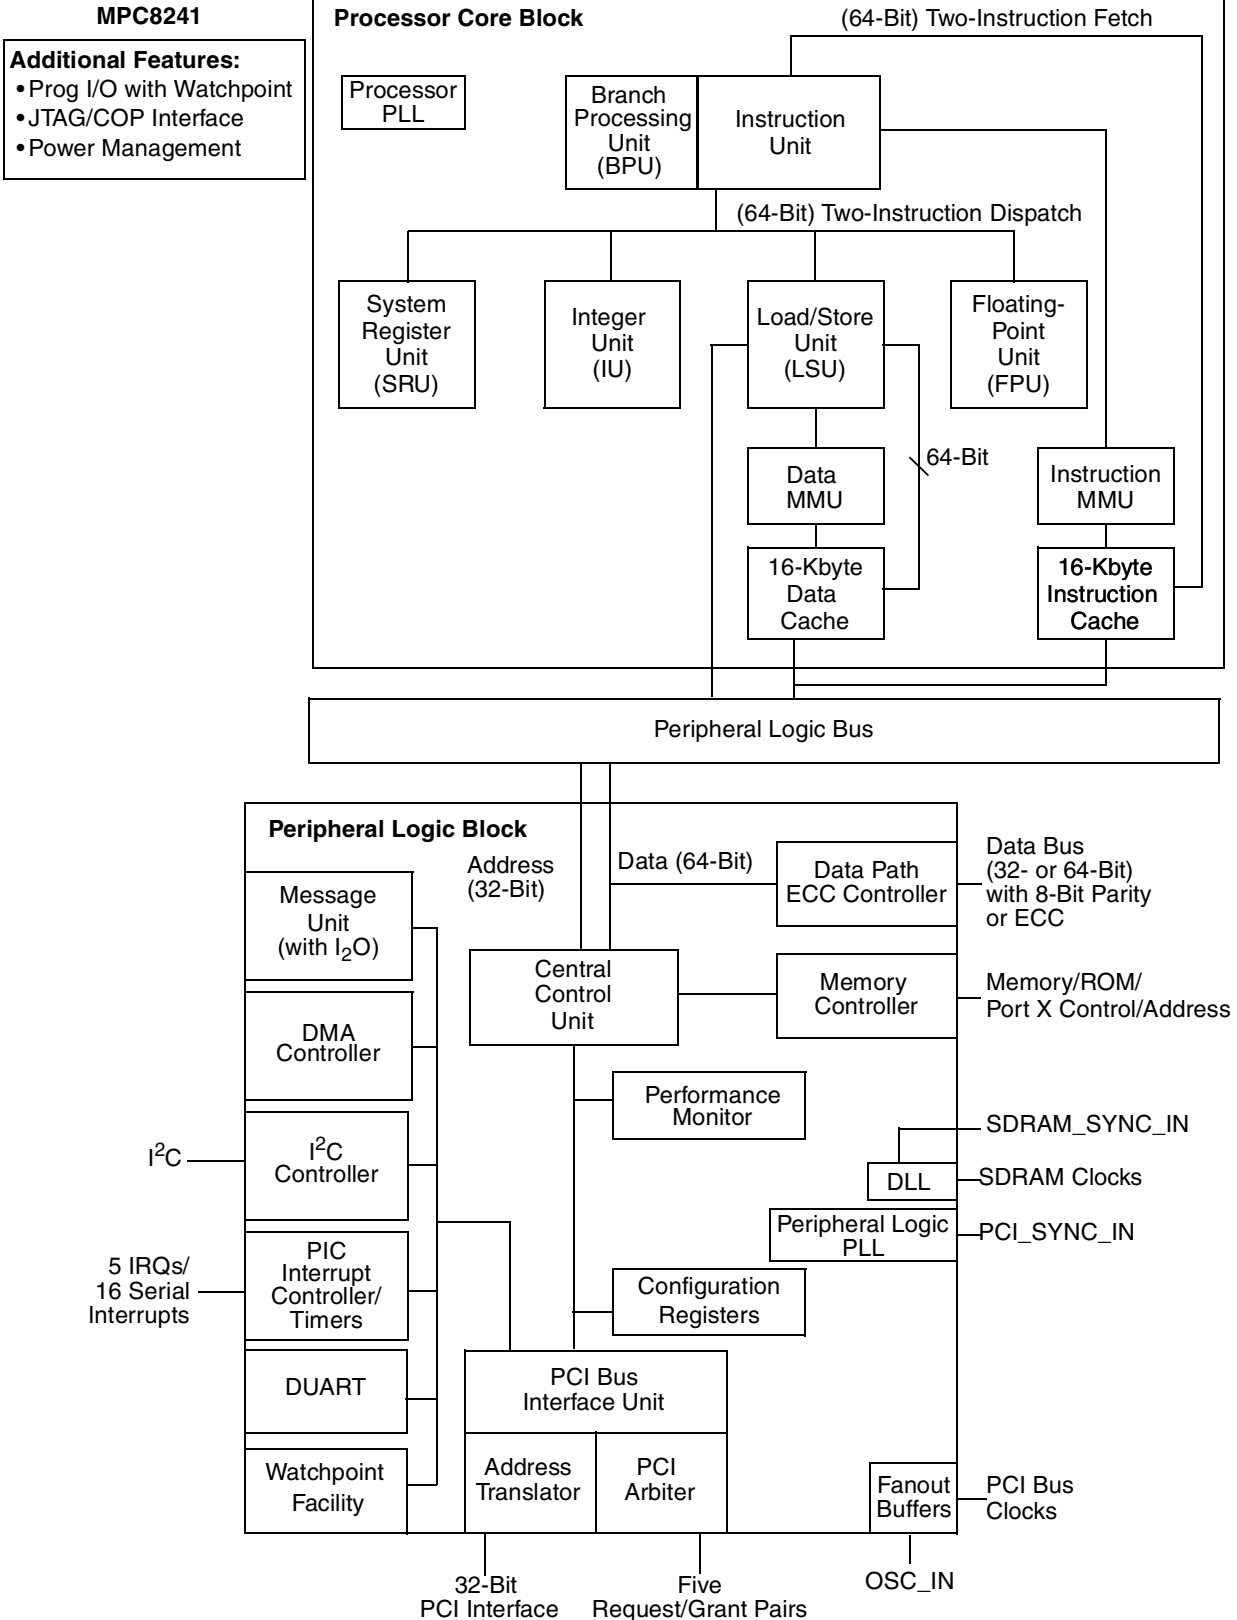 MPC8241
Additional Features:
• Prog I/O with Watchpoint
• JTAG/COP Interface
• Power Management
Processor Core Block
(64-Bit) Two-Instruction Fetch
Processor
PLL
Branch
Processing
Unit
(BPU)
Instruction
Unit
(64-Bit) Two-Instruction Dispatch
System
Register
Unit
(SRU)
Integer
Unit
(IU)
Load/Store
Unit
(LSU)
Floating-
Point
Unit
(FPU)
64-Bit
Data
MMU
Instruction
MMU
16-Kbyte
Data
Cache
16-Kbyte
Instruction
Cache
Peripheral Logic Bus
Peripheral Logic Block
Address
(32-Bit)
Data (64-Bit)
Data Path
ECC Controller
Data Bus
(32- or 64-Bit)
with 8-Bit Parity
or ECC
Message
Unit
(with I₂O)
Central
Control
Unit
Memory
Controller
Memory/ROM/
Port X Control/Address
DMA
Controller
Performance
Monitor
SDRAM_SYNC_IN
I²C
I²C
Controller
DLL
SDRAM Clocks
Peripheral Logic
PLL
PCI_SYNC_IN
5 IRQs/
16 Serial
Interrupts
PIC
Interrupt
Controller/
Timers
Configuration
Registers
DUART
PCI Bus
Interface Unit
Watchpoint
Facility
Address
Translator
PCI
Arbiter
Fanout
Buffers
PCI Bus
Clocks
32-Bit
PCI Interface
Five
Request/Grant Pairs
OSC_IN